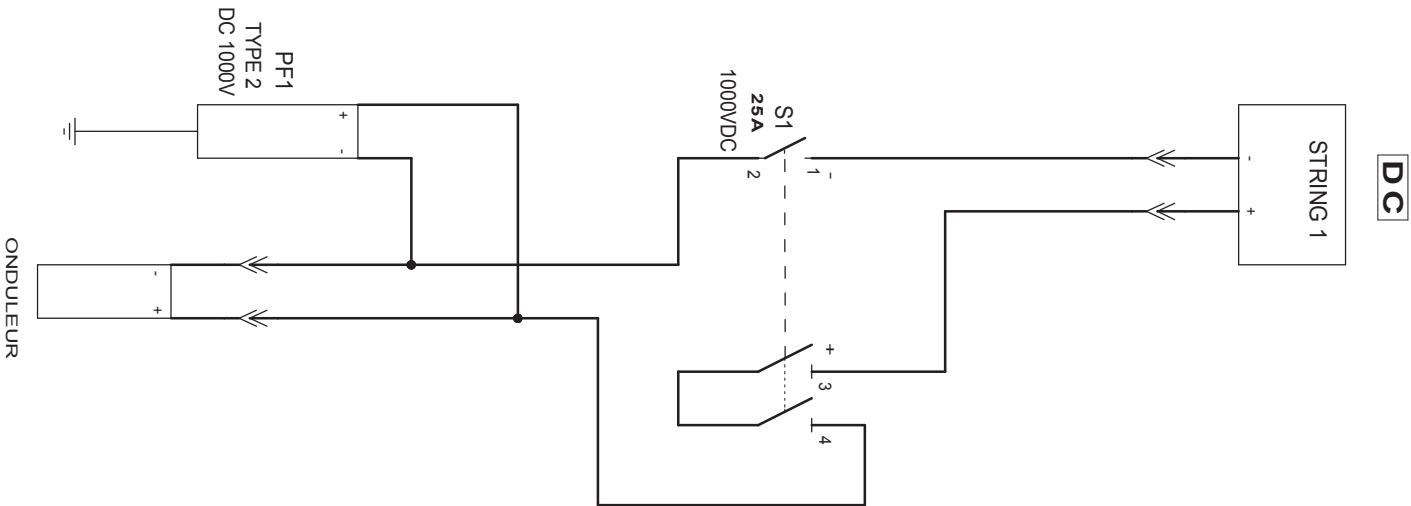 DC
STRING 1
-
+
S1
25A
1000VDC
1
-
2
+
3
4
PF1
TYPE 2
DC 1000V
+
-
ONDULEUR
-
+